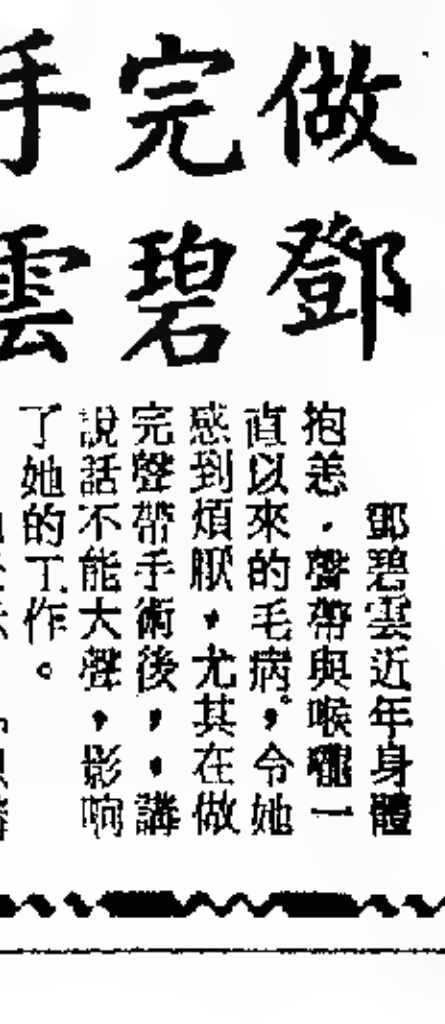 做鄧
完碧
手雲
鄧碧雲近年身體
抱恙，聲帶與喉嚨一
直以來的毛病，令她
感到煩厭，尤其在做
完聲帶手術後，，講
說話不能大聲，影响
了她的工作。